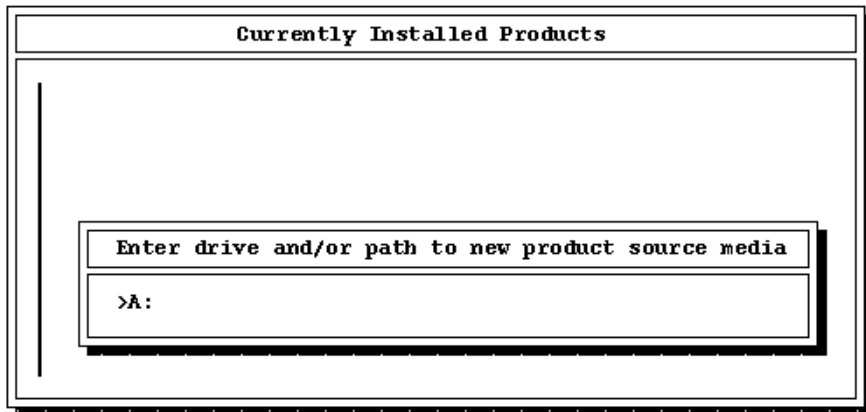 Currently Installed Products
Enter drive and/or path to new product source media
>A: